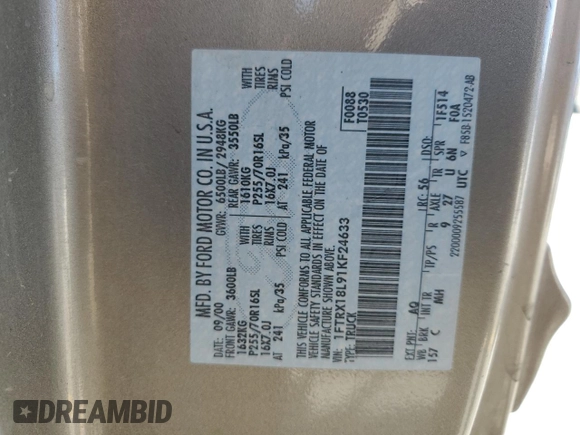 MFD. BY FORD MOTOR CO. IN U.S.A.
DATE: 09/00 GVWR: 6500LB/ 2948KG
FRONT GAWR: 3600LB REAR GAWR: 3550LB
1632KG WITH 1610KG WITH
P255/70R16SL TIRES P255/70R16SL TIRES
16X7.0J RIMS 16X7.0J RIMS
AT 241 kPa/35 PSI COLD AT 241 kPa/35 PSI COLD
THIS VEHICLE CONFORMS TO ALL APPLICABLE FEDERAL MOTOR
VEHICLE SAFETY STANDARDS IN EFFECT ON THE DATE OF
MANUFACTURE SHOWN ABOVE.
VIN: 1FTRX18L91KF24633 F0088
TYPE: TRUCK T0530
EXT PNT: AQ RC: 56 DSO:
WB BRK INT TR TP/PS R AXLE TR SPR 1F514
157 C MH 9 27 U 6N F0A
2200009255587 UTC F85B-1520472-AB
DREAMBID